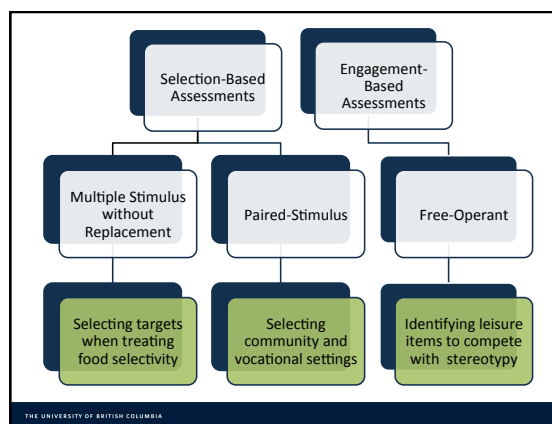 Selection-Based
Assessments
Engagement-
Based
Assessments
Multiple Stimulus
without
Replacement
Paired-Stimulus
Free-Operant
Selecting targets
when treating
food selectivity
Selecting
community and
vocational settings
Identifying leisure
items to compete
with stereotypy
THE UNIVERSITY OF BRITISH COLUMBIA